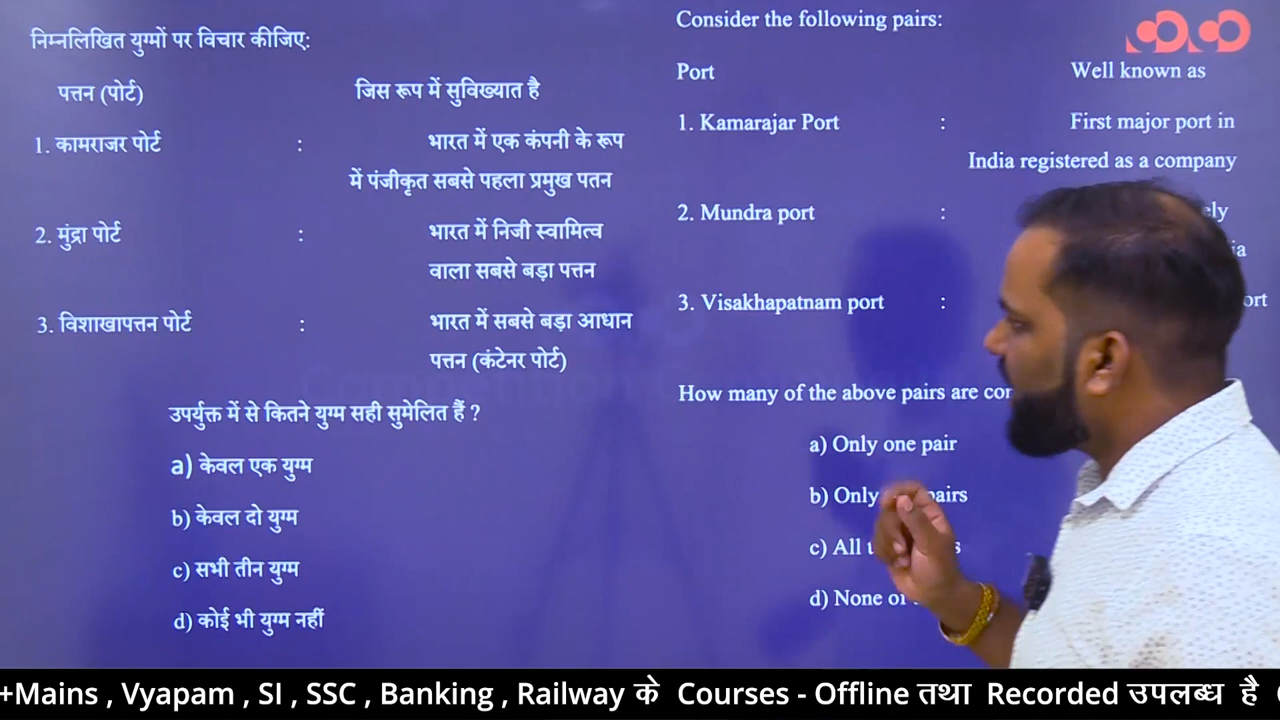 निम्नलिखित युग्मों पर विचार कीजिए:
पत्तन (पोर्ट) जिस रूप में सुविख्यात है
1. कामराजर पोर्ट : भारत में एक कंपनी के रूप
में पंजीकृत सबसे पहला प्रमुख पतन
2. मुंद्रा पोर्ट : भारत में निजी स्वामित्व
वाला सबसे बड़ा पत्तन
3. विशाखापत्तन पोर्ट : भारत में सबसे बड़ा आधान
पत्तन (कंटेनर पोर्ट)
उपर्युक्त में से कितने युग्म सही सुमेलित हैं ?
a) केवल एक युग्म
b) केवल दो युग्म
c) सभी तीन युग्म
d) कोई भी युग्म नहीं
Consider the following pairs:
Port Well known as
1. Kamarajar Port : First major port in
India registered as a company
2. Mundra port :
3. Visakhapatnam port :
How many of the above pairs are
a) Only one pair
b) Only pairs
c) All
d) None
+Mains , Vyapam , SI , SSC , Banking , Railway के Courses - Offline तथा Recorded उपलब्ध है